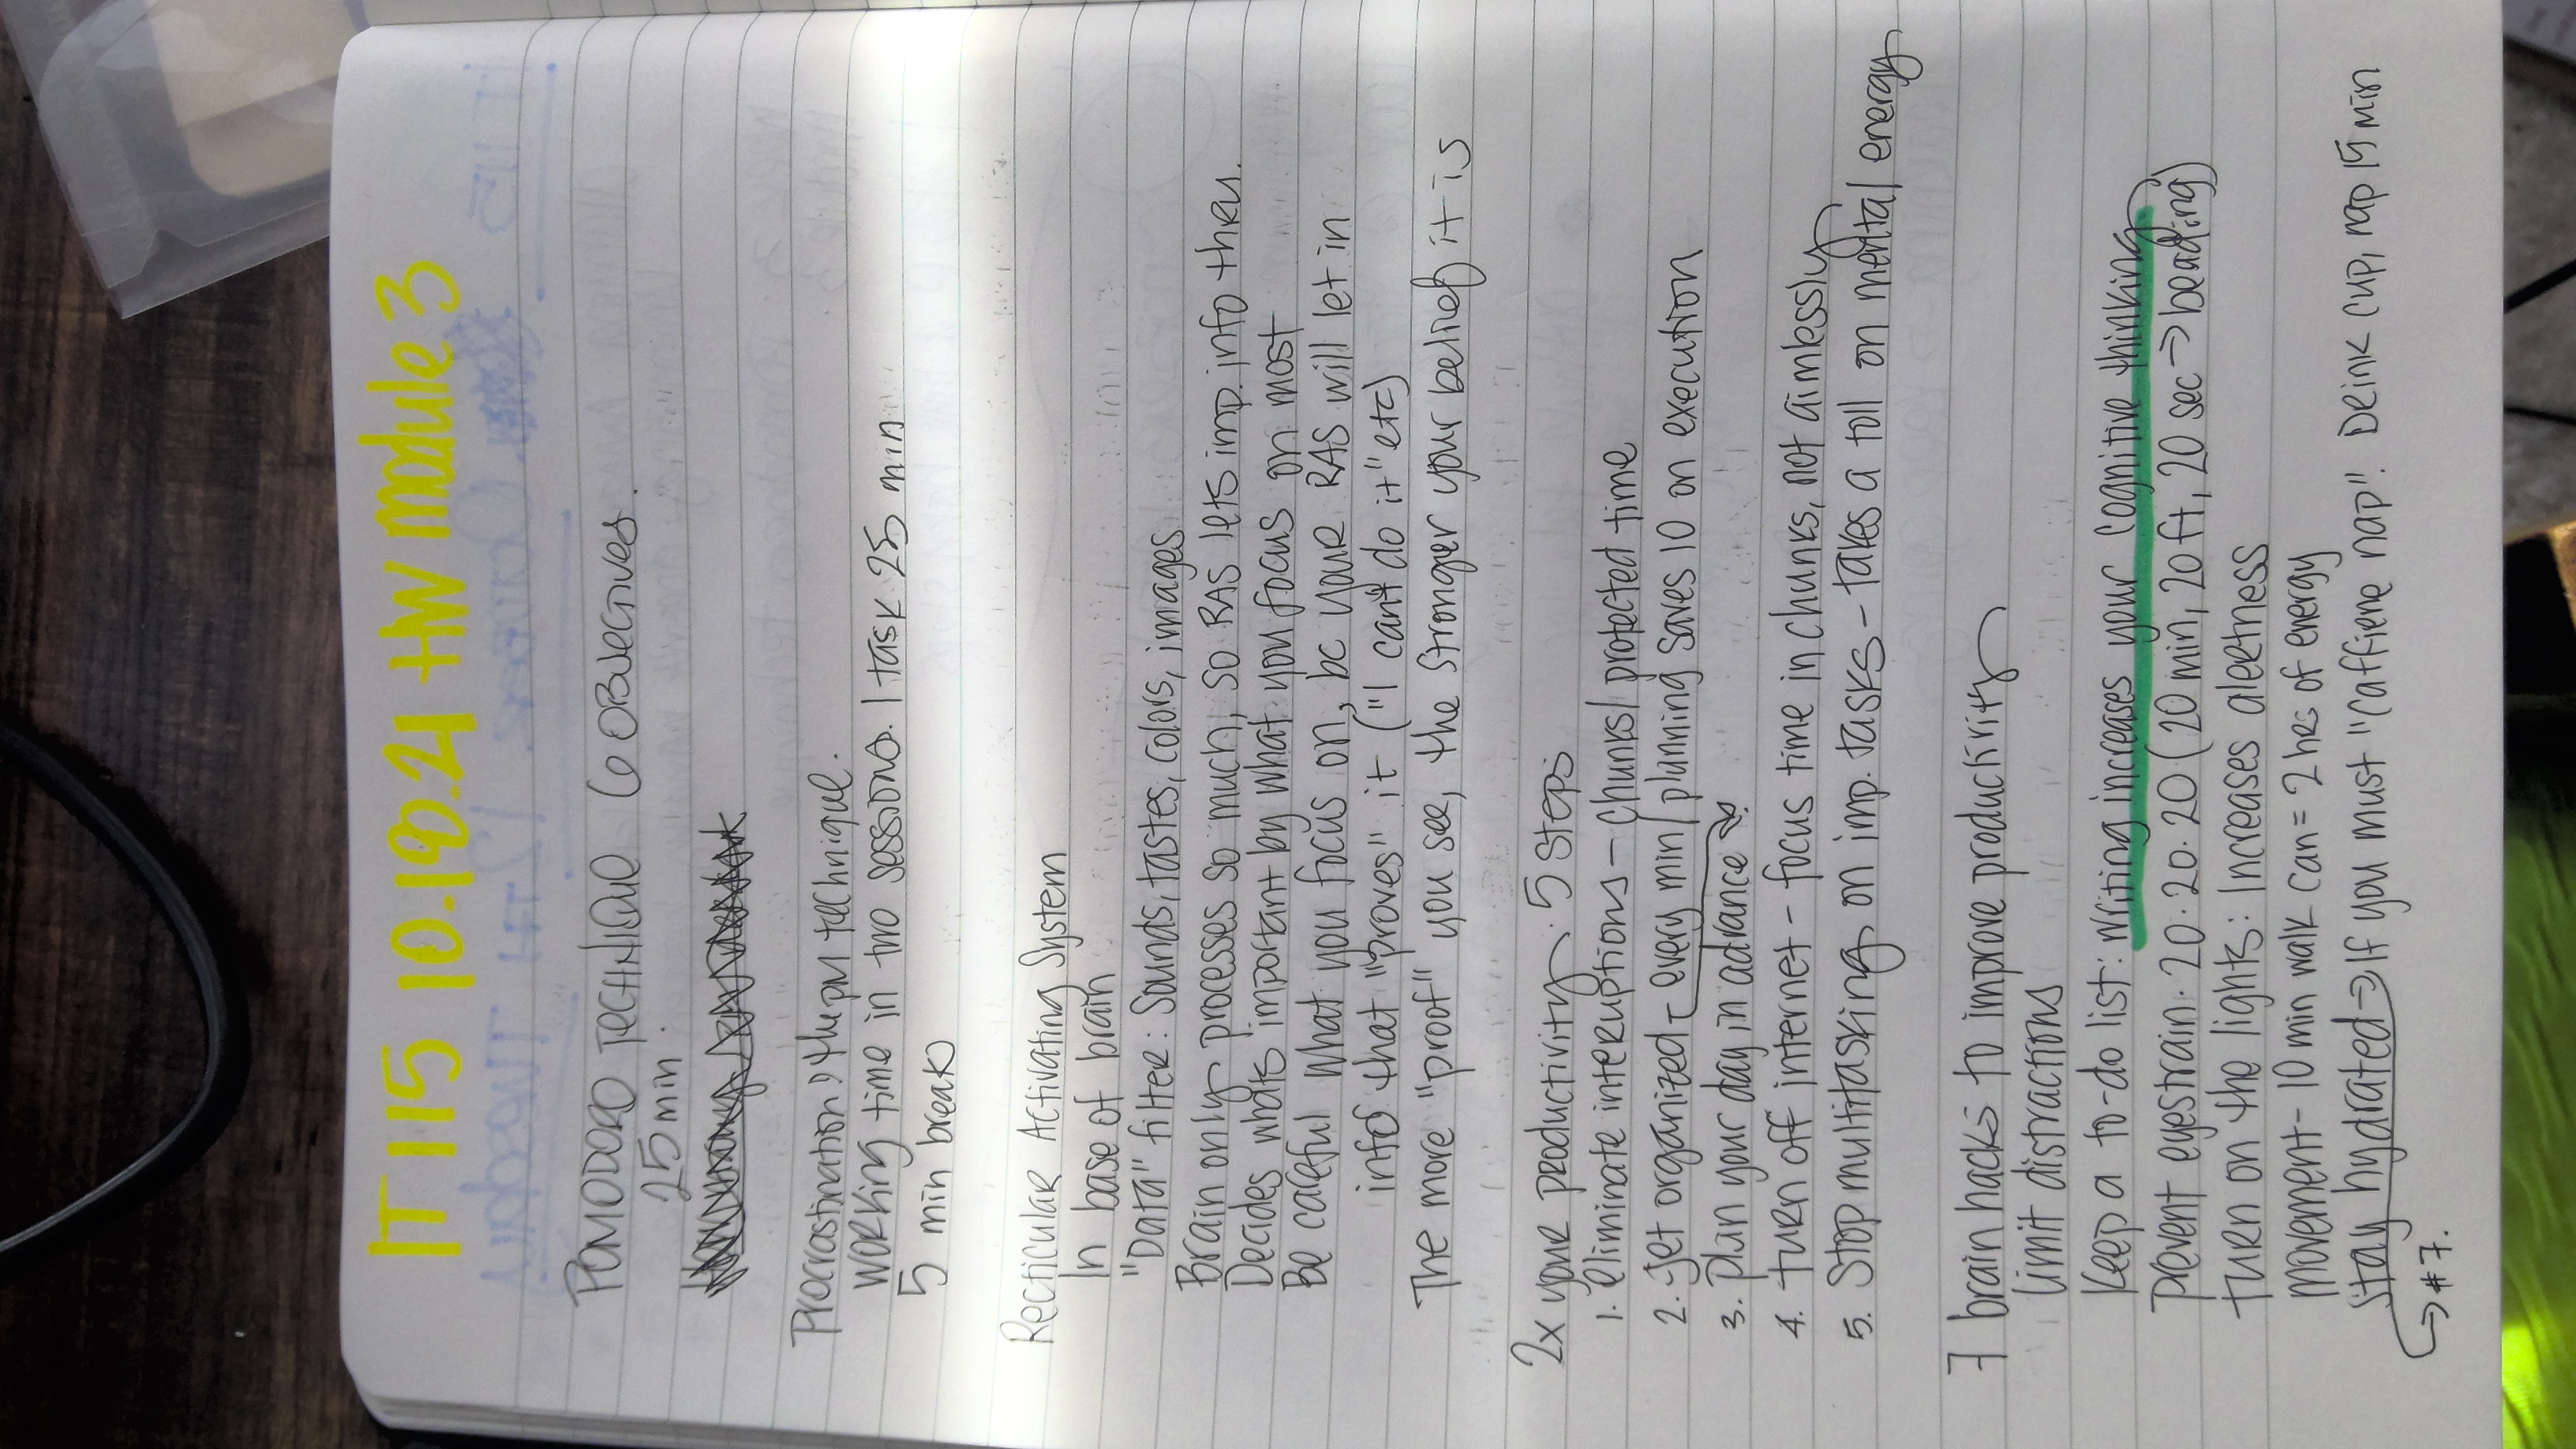 IT 115 10.18.21 HW Module 3
POMODORO TECHNIQUE 6 OBJECTIVES.
25 min.
Procrastination: the PM technique.
Working time in two sessions. 1 task 25 min
5 min break
Recticular Activating System
In base of brain
"Data" filter: Sounds, tastes, colors, images
Brain only processes so much, so RAS lets imp. info thru.
Decides whats important by what you focus on most
Be careful what you focus on, bc your RAS will let in
info that "proves" it ("I can't do it" etc)
The more "proof" you see, the stronger your belief it is
2x your productivity. 5 steps
1. eliminate interuptions - chunks/protected time
2. get organized - every min/planning saves 10 on execution
3. plan your day in advance
4. turn off internet - focus time in chunks, not aimlessly
5. Stop multitasking on imp. tasks - takes a toll on mental energy
7 brain hacks to improve productivity
limit distractions
Keep a to-do list: writing increases your cognitive thinking
prevent eyestrain. 20.20.20 (20 min, 20 ft, 20 sec → beading)
turn on the lights: Increases alertness
movement - 10 min walk can = 2 hrs of energy
stay hydrated → If you must "caffiene nap". Drink cup, nap 15 min
→ #7.